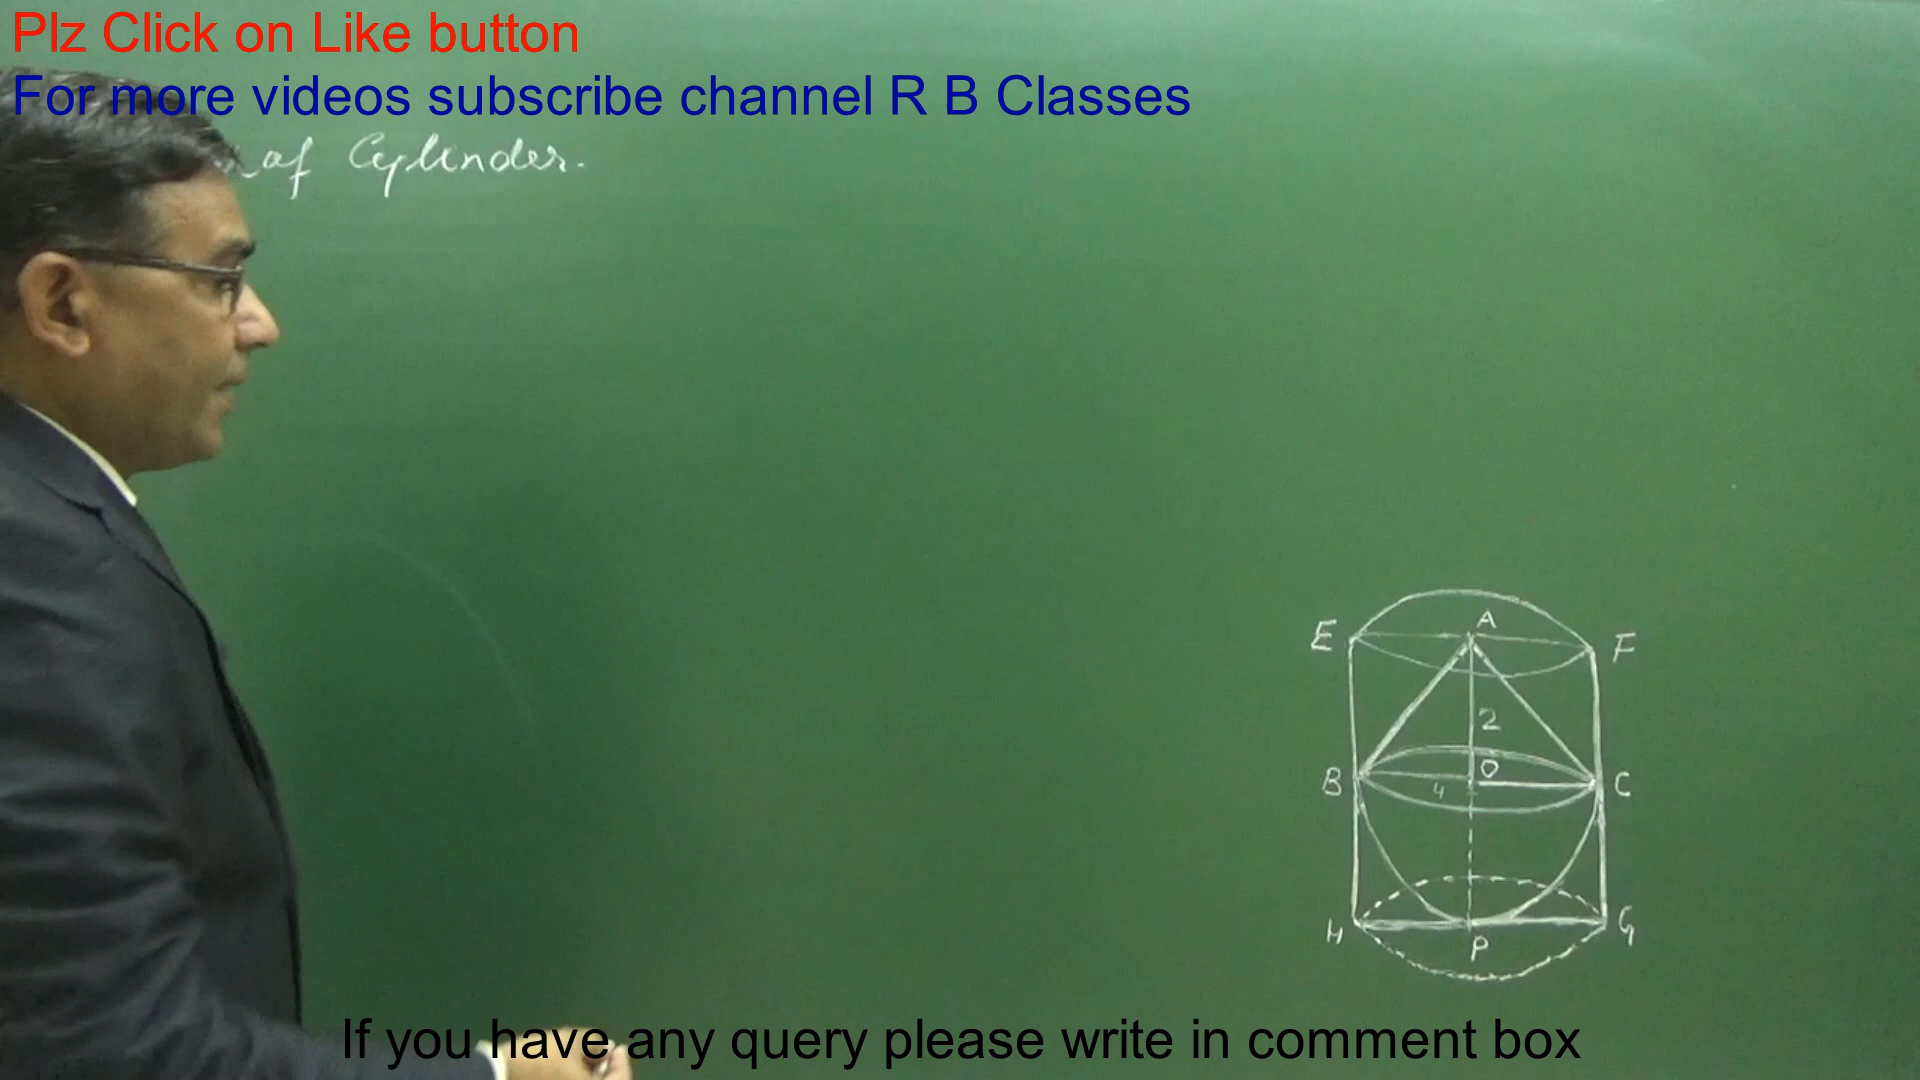 Plz Click on Like button
For more videos subscribe channel R B Classes
of Cylinder.
A
E
F
2
B
O
C
4
H
P
G
If you have any query please write in comment box